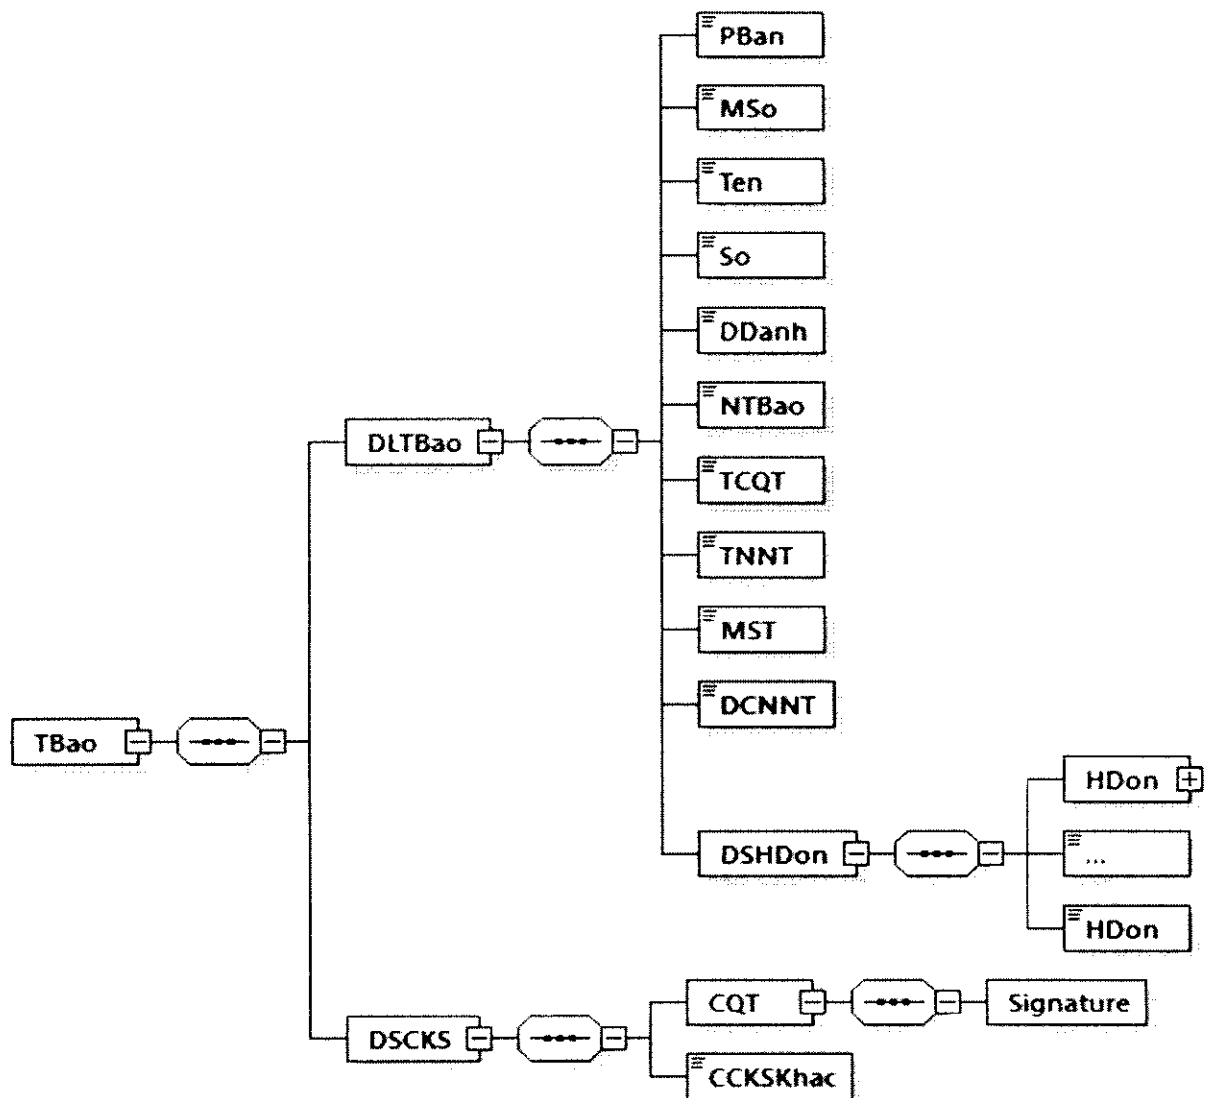 PBan
MSo
Ten
So
DDanh
NTBao
DLTBao
TCQT
TNNT
MST
DCNNT
TBao
HDon
DSHDon
...
HDon
CQT
Signature
DSCKS
CCKSKhac